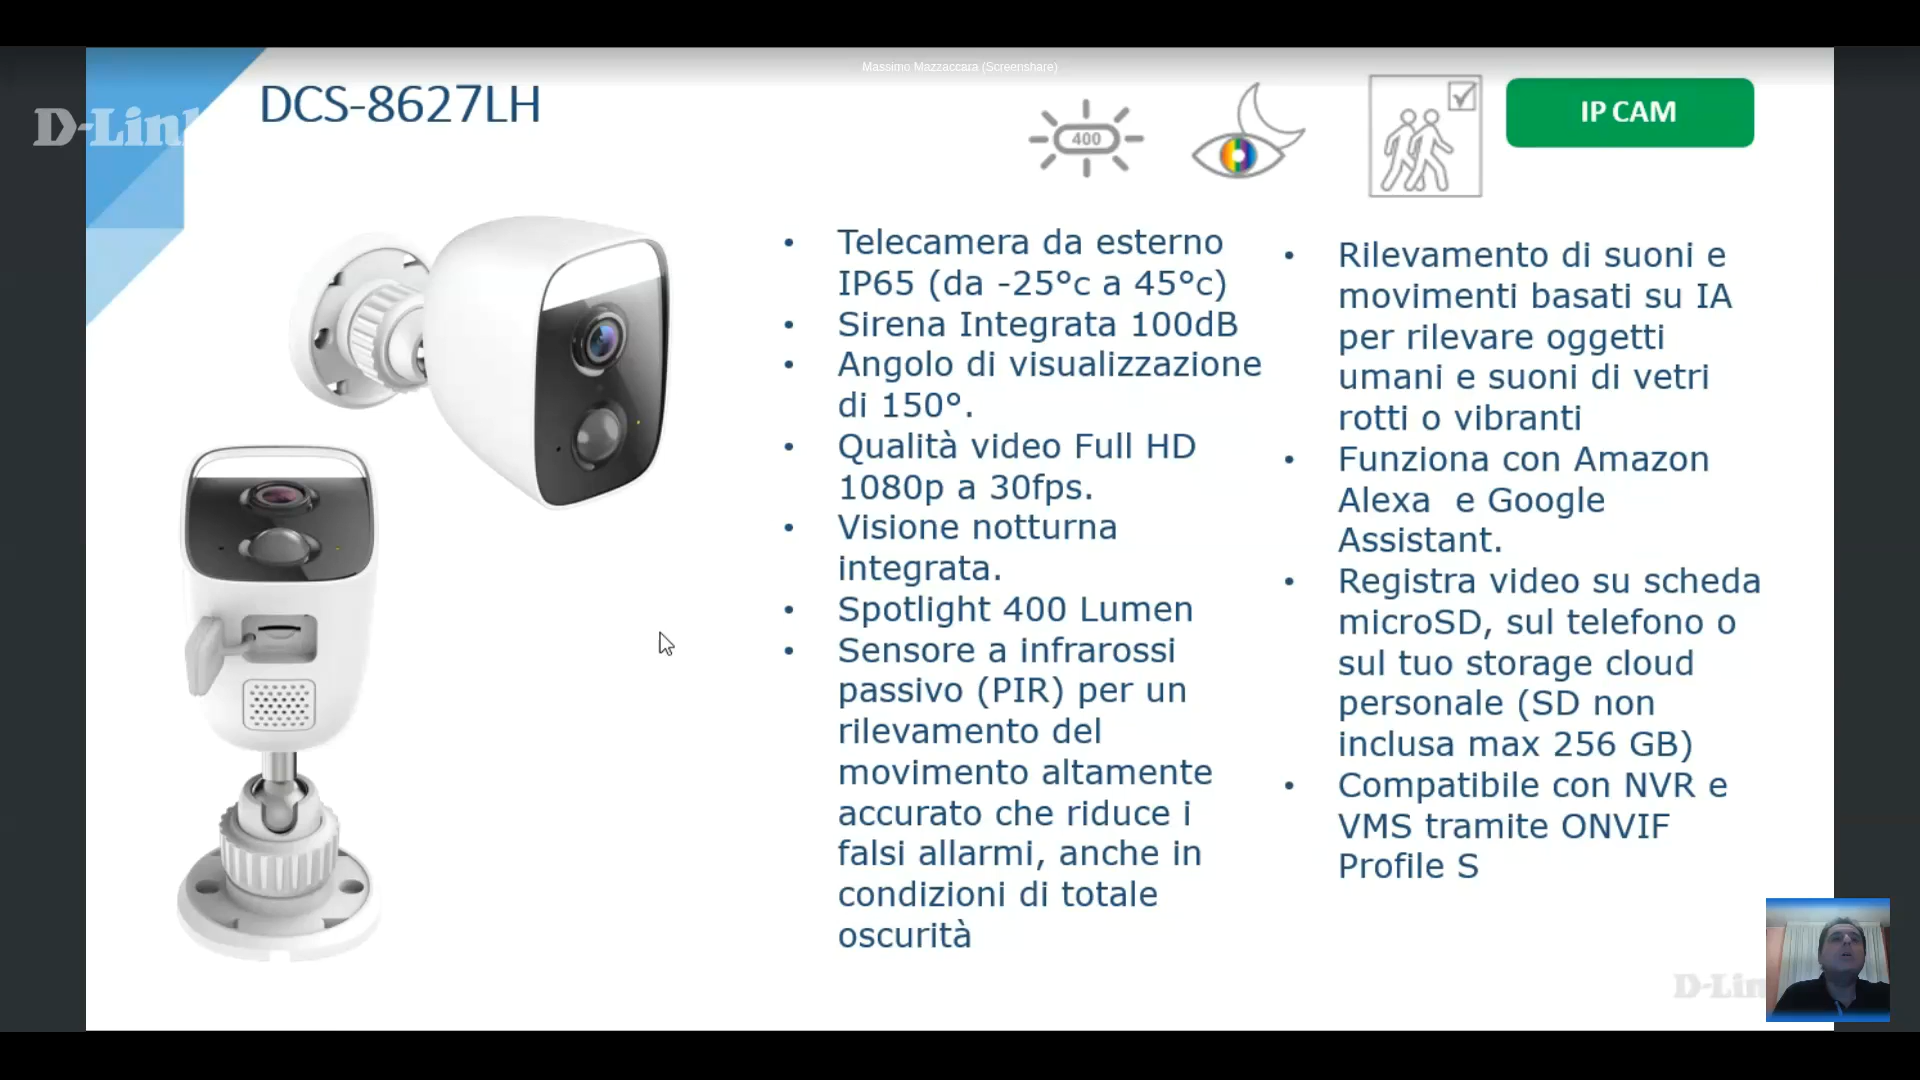 Massimo Mazzaccara (Screenshare)
D-Link
DCS-8627LH
400
IP CAM
• Telecamera da esterno
IP65 (da -25°c a 45°c)
• Sirena Integrata 100dB
• Angolo di visualizzazione
di 150°.
• Qualità video Full HD
1080p a 30fps.
• Visione notturna
integrata.
• Spotlight 400 Lumen
• Sensore a infrarossi
passivo (PIR) per un
rilevamento del
movimento altamente
accurato che riduce i
falsi allarmi, anche in
condizioni di totale
oscurità
• Rilevamento di suoni e
movimenti basati su IA
per rilevare oggetti
umani e suoni di vetri
rotti o vibranti
• Funziona con Amazon
Alexa  e Google
Assistant.
• Registra video su scheda
microSD, sul telefono o
sul tuo storage cloud
personale (SD non
inclusa max 256 GB)
• Compatibile con NVR e
VMS tramite ONVIF
Profile S
D-Lin